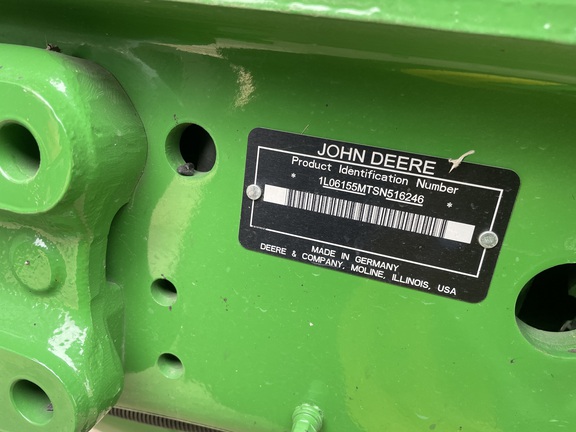 JOHN DEERE
Product Identification Number
* 1L06155MTSN516246 *
MADE IN GERMANY
DEERE & COMPANY, MOLINE, ILLINOIS, USA